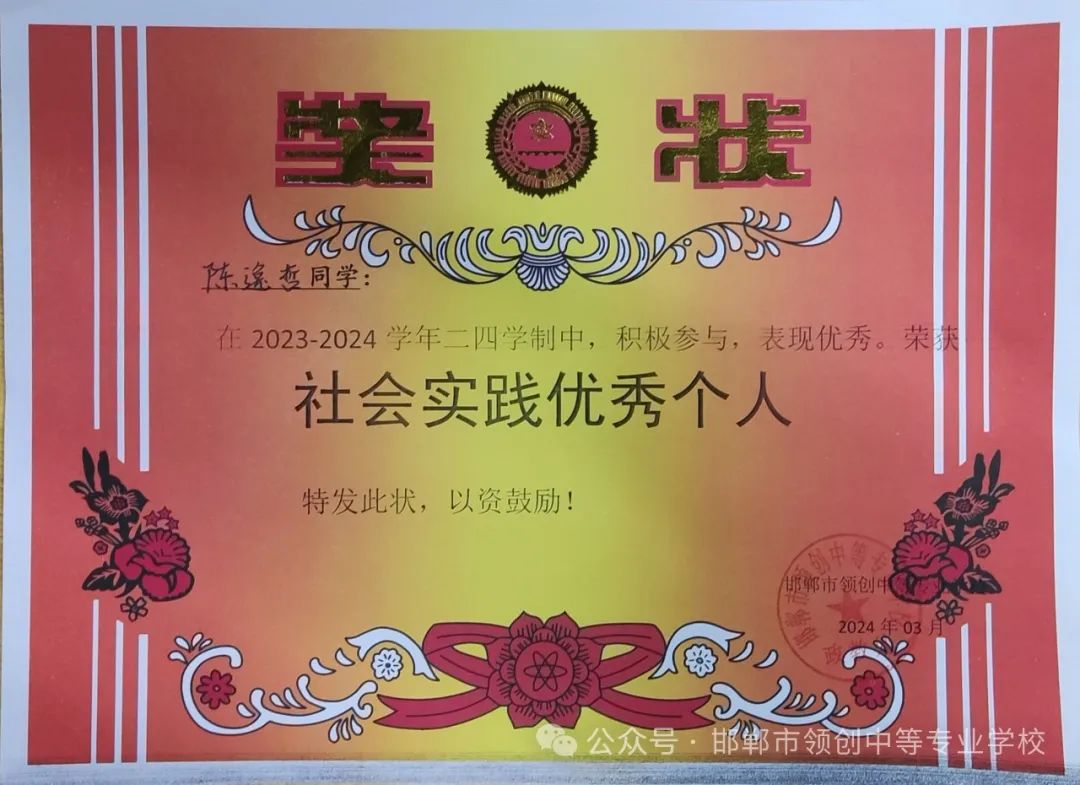 奖 状
陈逸哲同学：
在 2023-2024 学年二四学制中，积极参与，表现优秀。荣获
社会实践优秀个人
特发此状，以资鼓励！
邯郸市领创中等专
2024 年 03 月
公众号·邯郸市领创中等专业学校